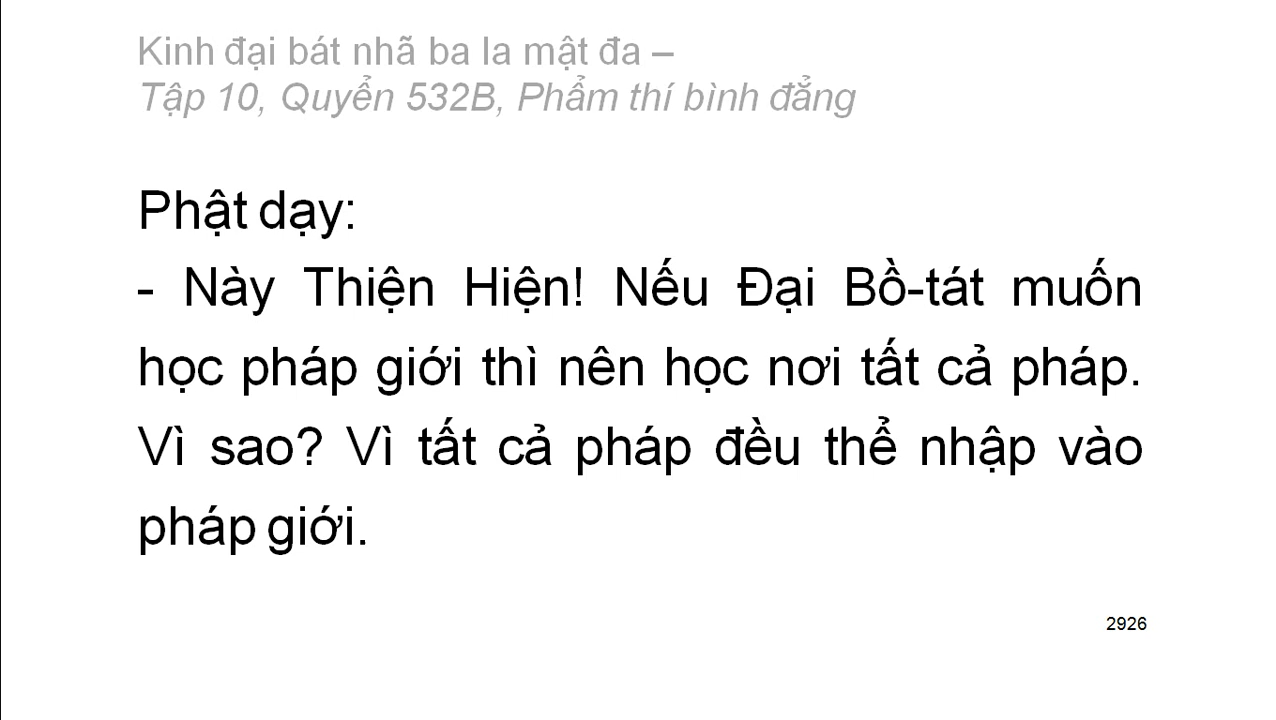 Kinh đại bát nhã ba la mật đa –
Tập 10, Quyển 532B, Phẩm thí bình đẳng
Phật dạy:
- Này Thiện Hiện! Nếu Đại Bồ-tát muốn
học pháp giới thì nên học nơi tất cả pháp.
Vì sao? Vì tất cả pháp đều thể nhập vào
pháp giới.
2926